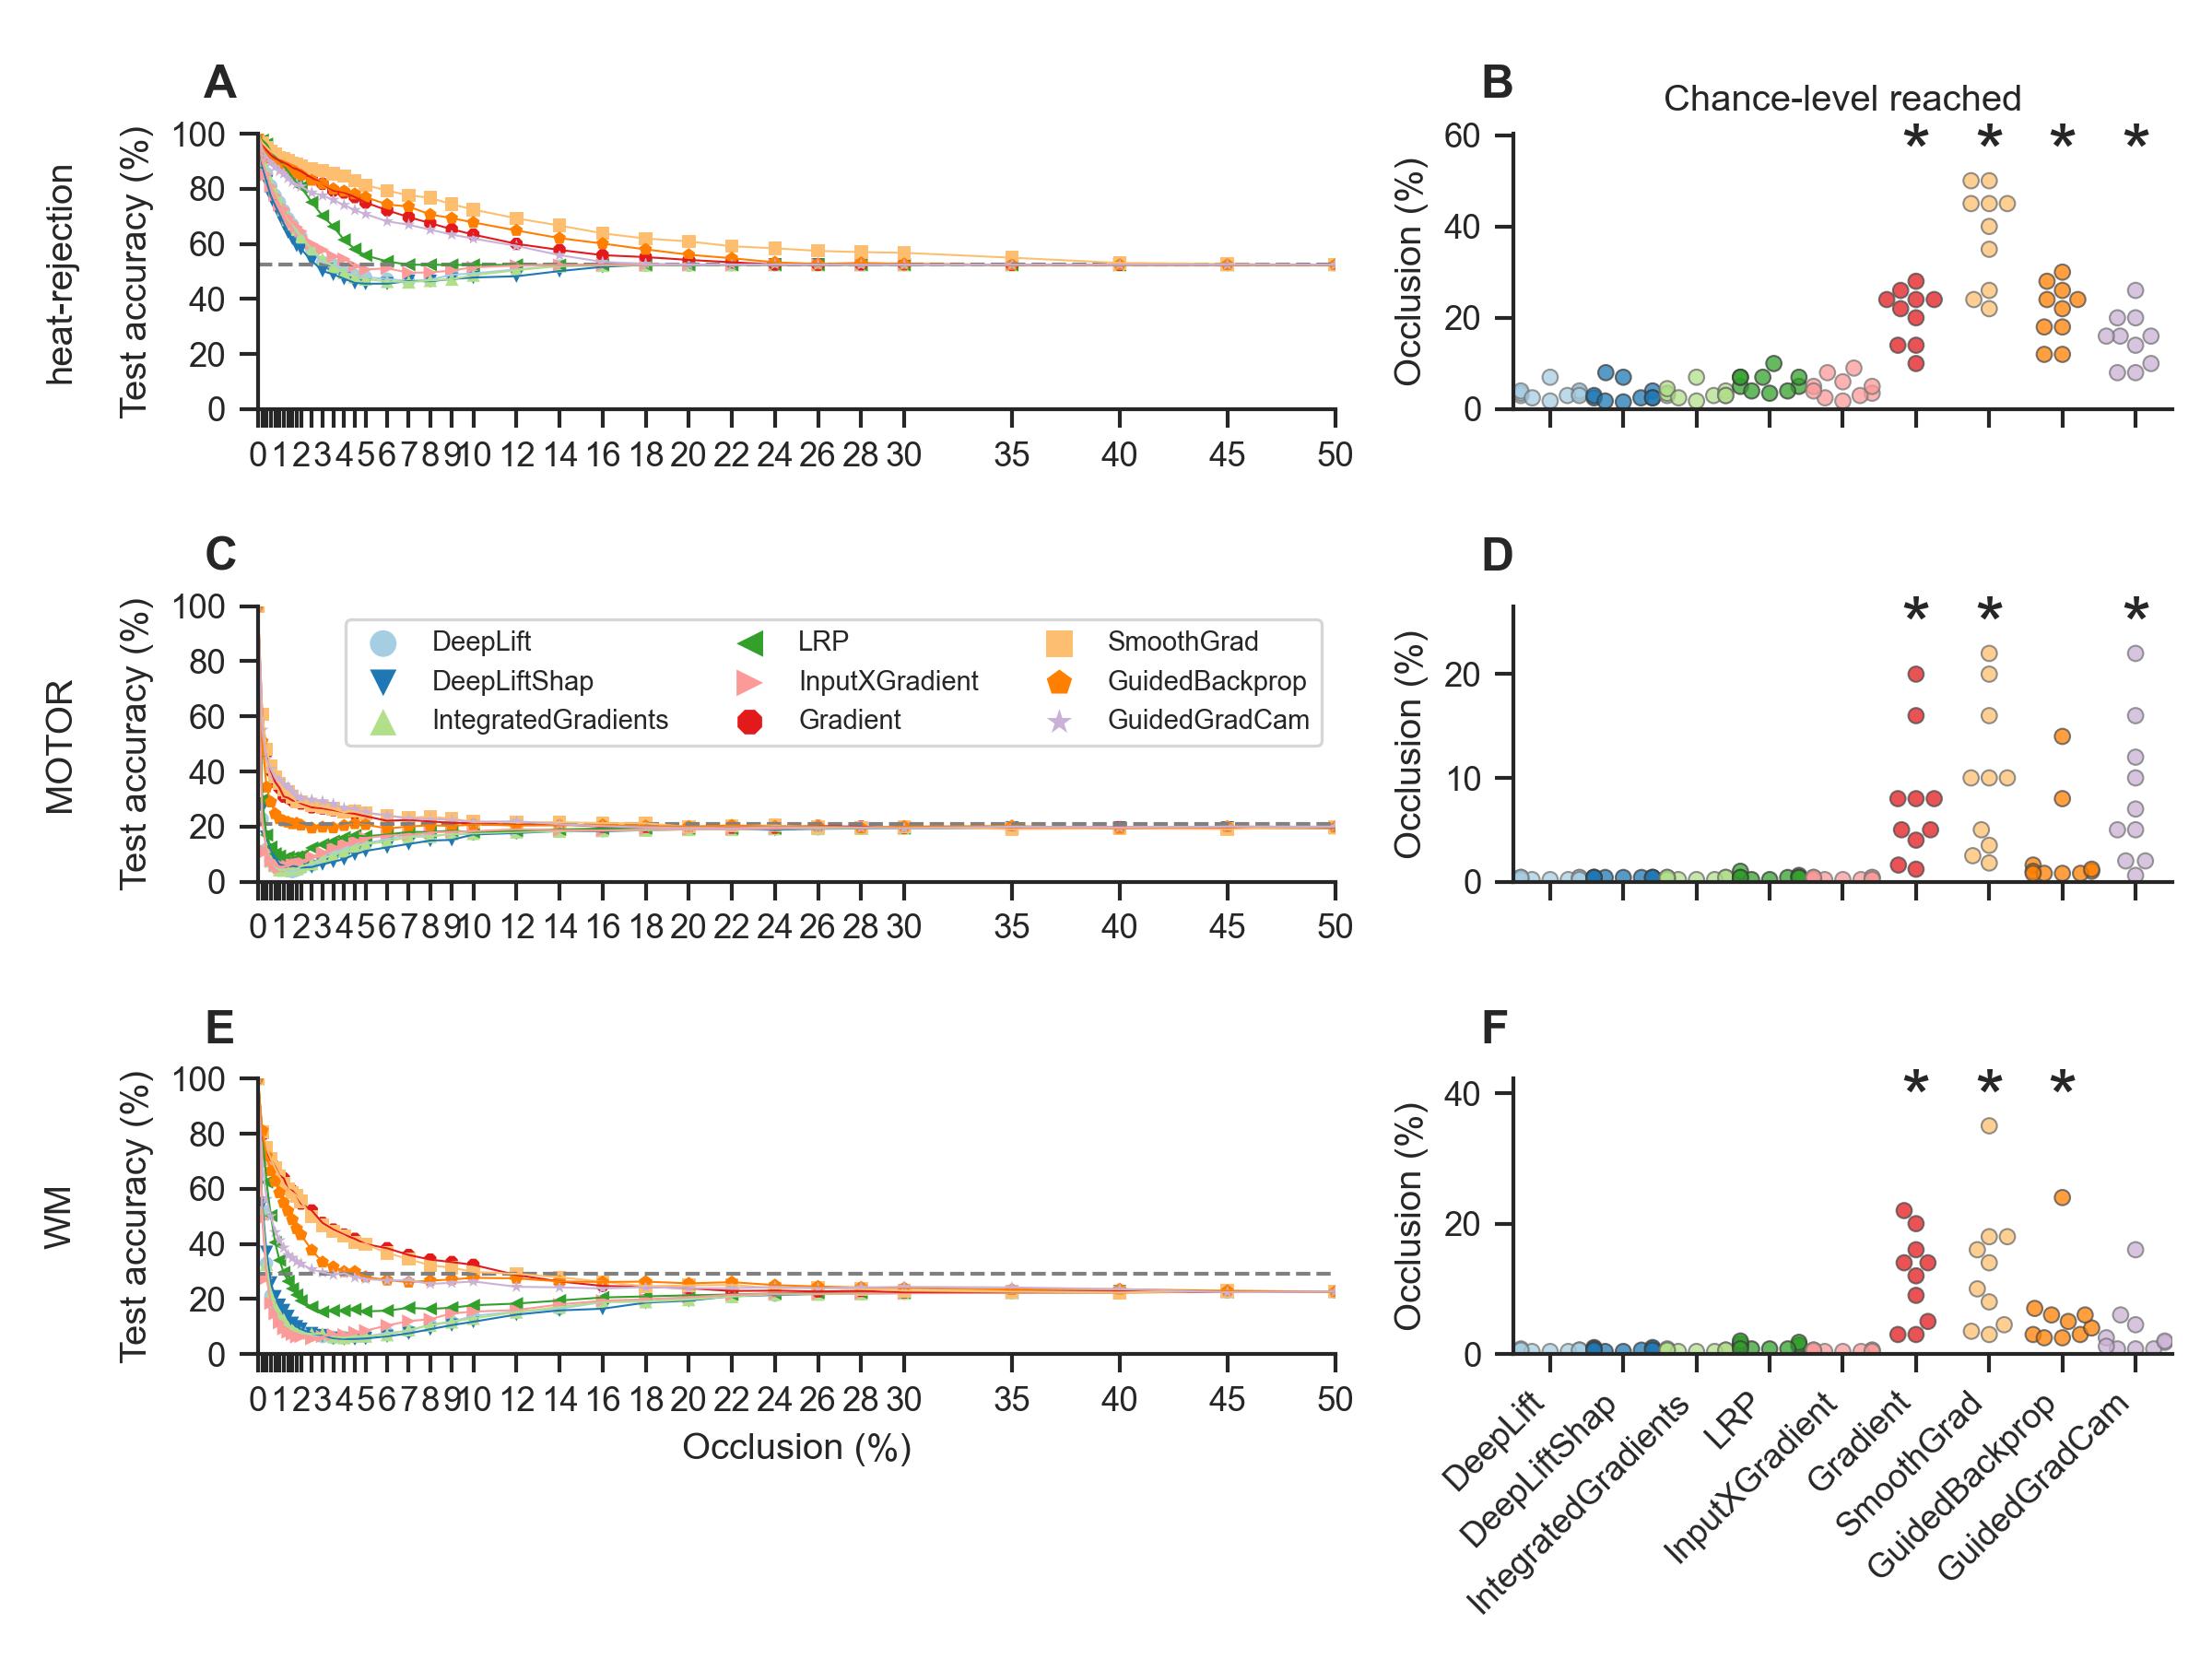 A
heat-rejection
Test accuracy (%)
100
80
60
40
20
0
0 1 2 3 4 5 6 7 8 9 10 12 14 16 18 20 22 24 26 28 30 35 40 45 50
B
Chance-level reached
Occlusion (%)
60
40
20
0
* * * *
C
MOTOR
Test accuracy (%)
100
80
60
40
20
0
DeepLift
DeepLiftShap
IntegratedGradients
LRP
InputXGradient
Gradient
SmoothGrad
GuidedBackprop
GuidedGradCam
0 1 2 3 4 5 6 7 8 9 10 12 14 16 18 20 22 24 26 28 30 35 40 45 50
D
Occlusion (%)
20
10
0
* * *
E
WM
Test accuracy (%)
100
80
60
40
20
0
0 1 2 3 4 5 6 7 8 9 10 12 14 16 18 20 22 24 26 28 30 35 40 45 50
Occlusion (%)
F
Occlusion (%)
40
20
0
* * *
DeepLift
DeepLiftShap
IntegratedGradients
LRP
InputXGradient
Gradient
SmoothGrad
GuidedBackprop
GuidedGradCam